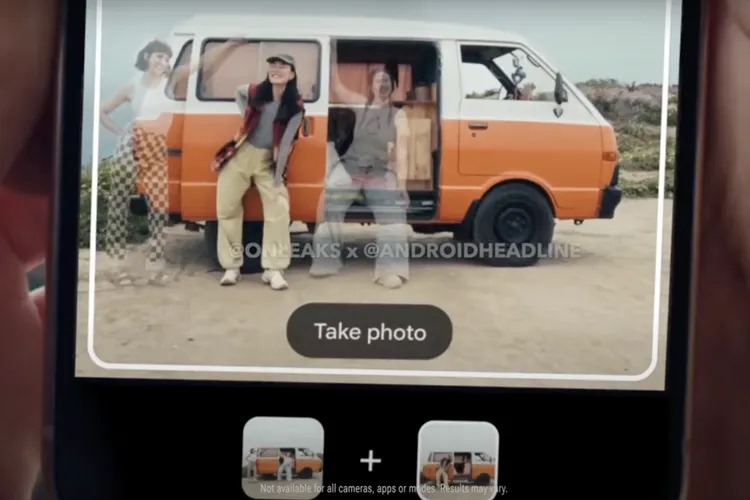 @ONLEAKS x @ANDROIDHEADLINE
Take photo
+
Not available for all cameras, apps or modes. Results may vary.